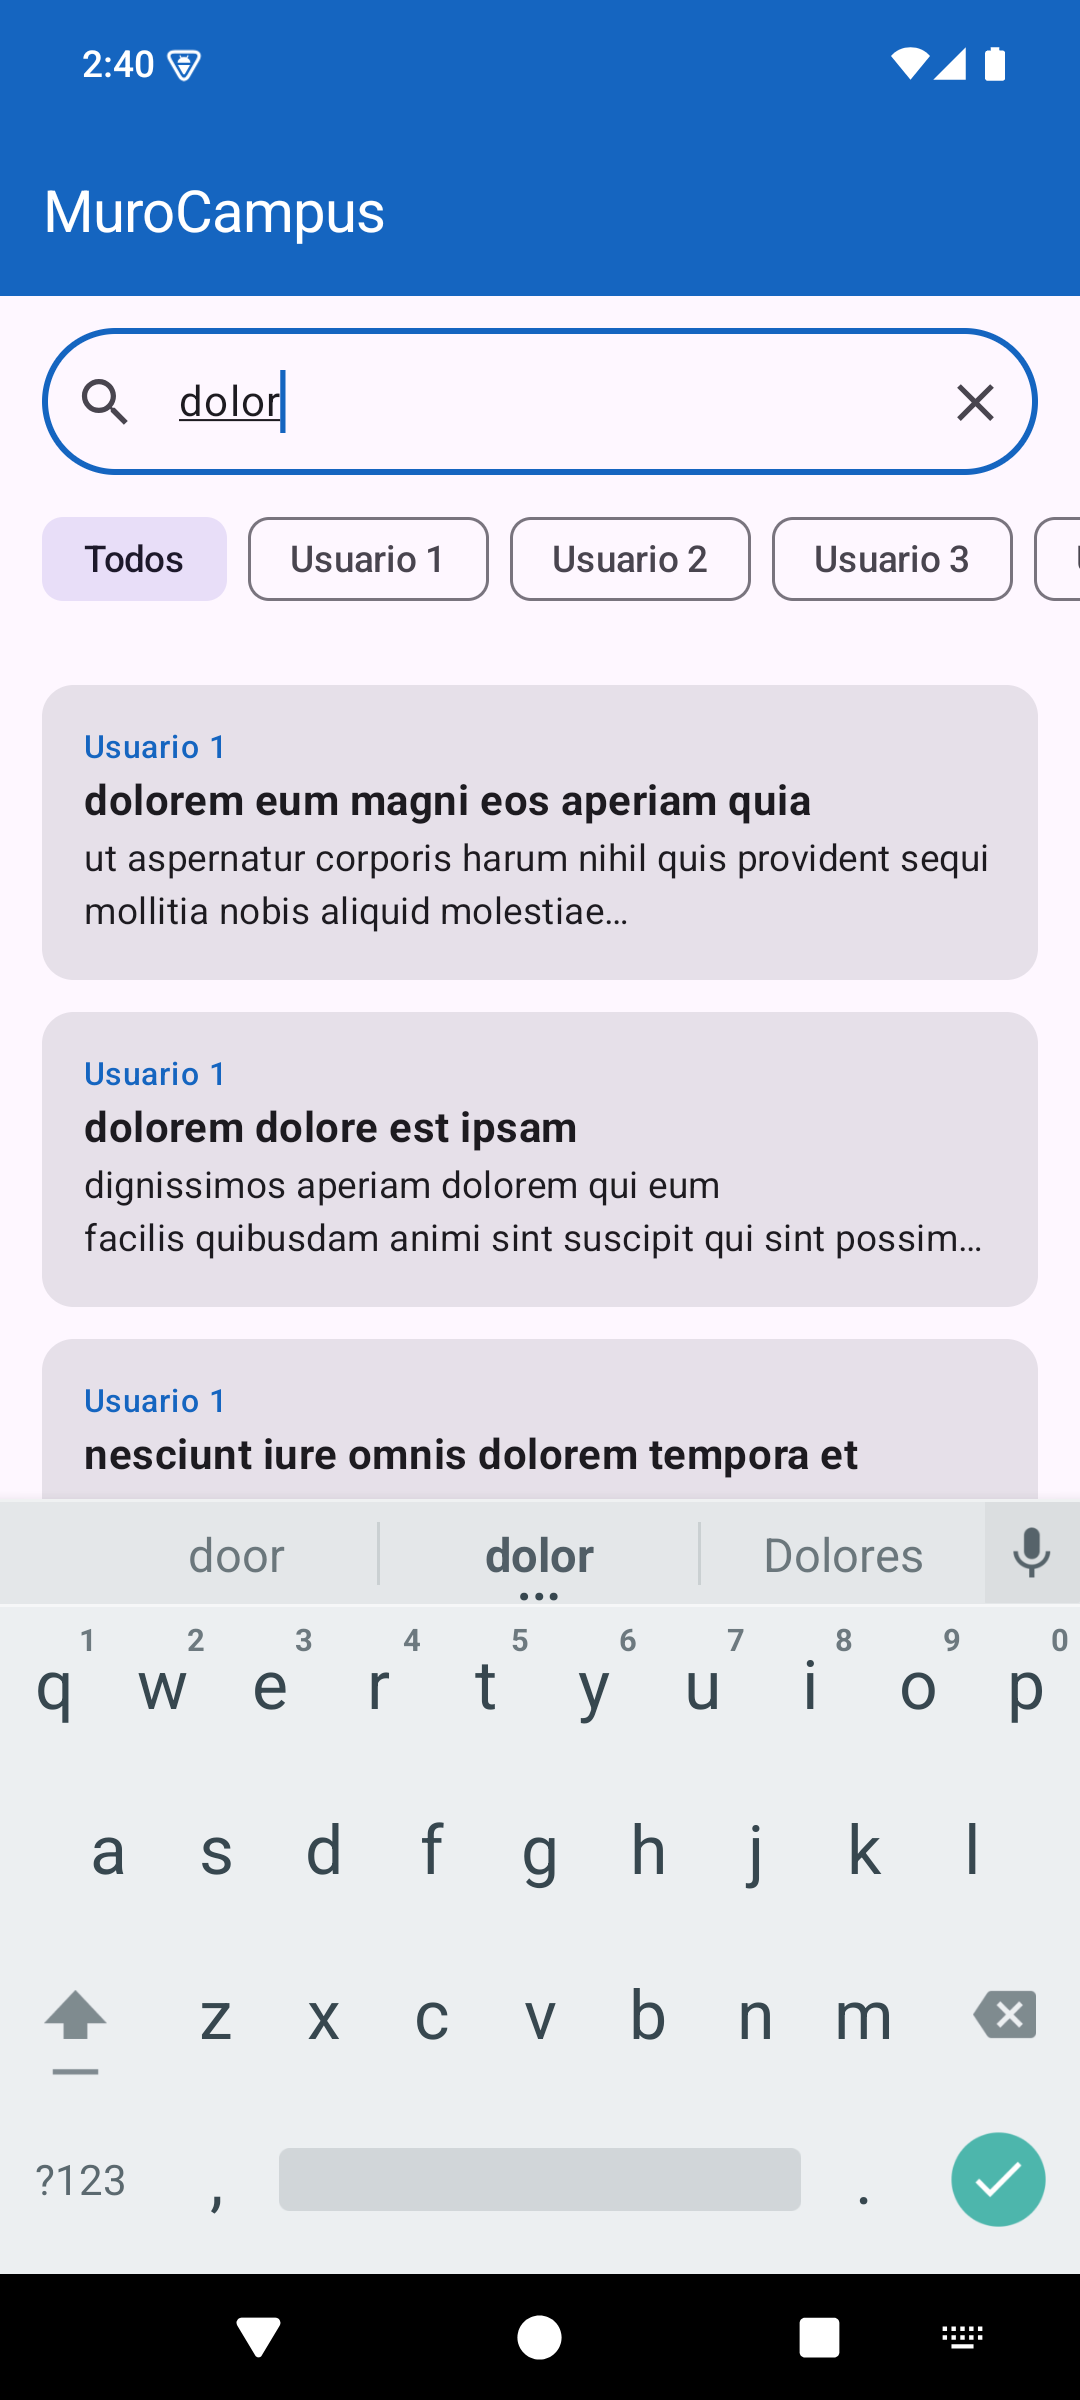 2:40
MuroCampus
dolor
Todos Usuario 1 Usuario 2 Usuario 3
Usuario 1
dolorem eum magni eos aperiam quia
ut aspernatur corporis harum nihil quis provident sequi
mollitia nobis aliquid molestiae…
Usuario 1
dolorem dolore est ipsam
dignissimos aperiam dolorem qui eum
facilis quibusdam animi sint suscipit qui sint possim…
Usuario 1
nesciunt iure omnis dolorem tempora et
door dolor Dolores
1 2 3 4 5 6 7 8 9 0
q w e r t y u i o p
a s d f g h j k l
z x c v b n m
?123 , .